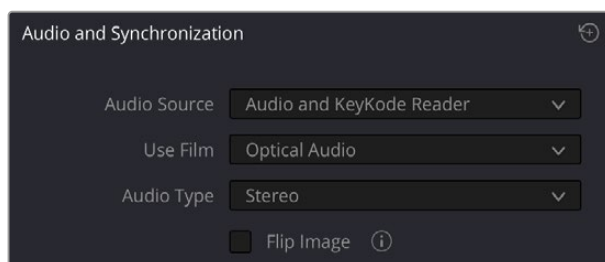 Audio and Synchronization
Audio Source Audio and KeyKode Reader
Use Film Optical Audio
Audio Type Stereo
Flip Image